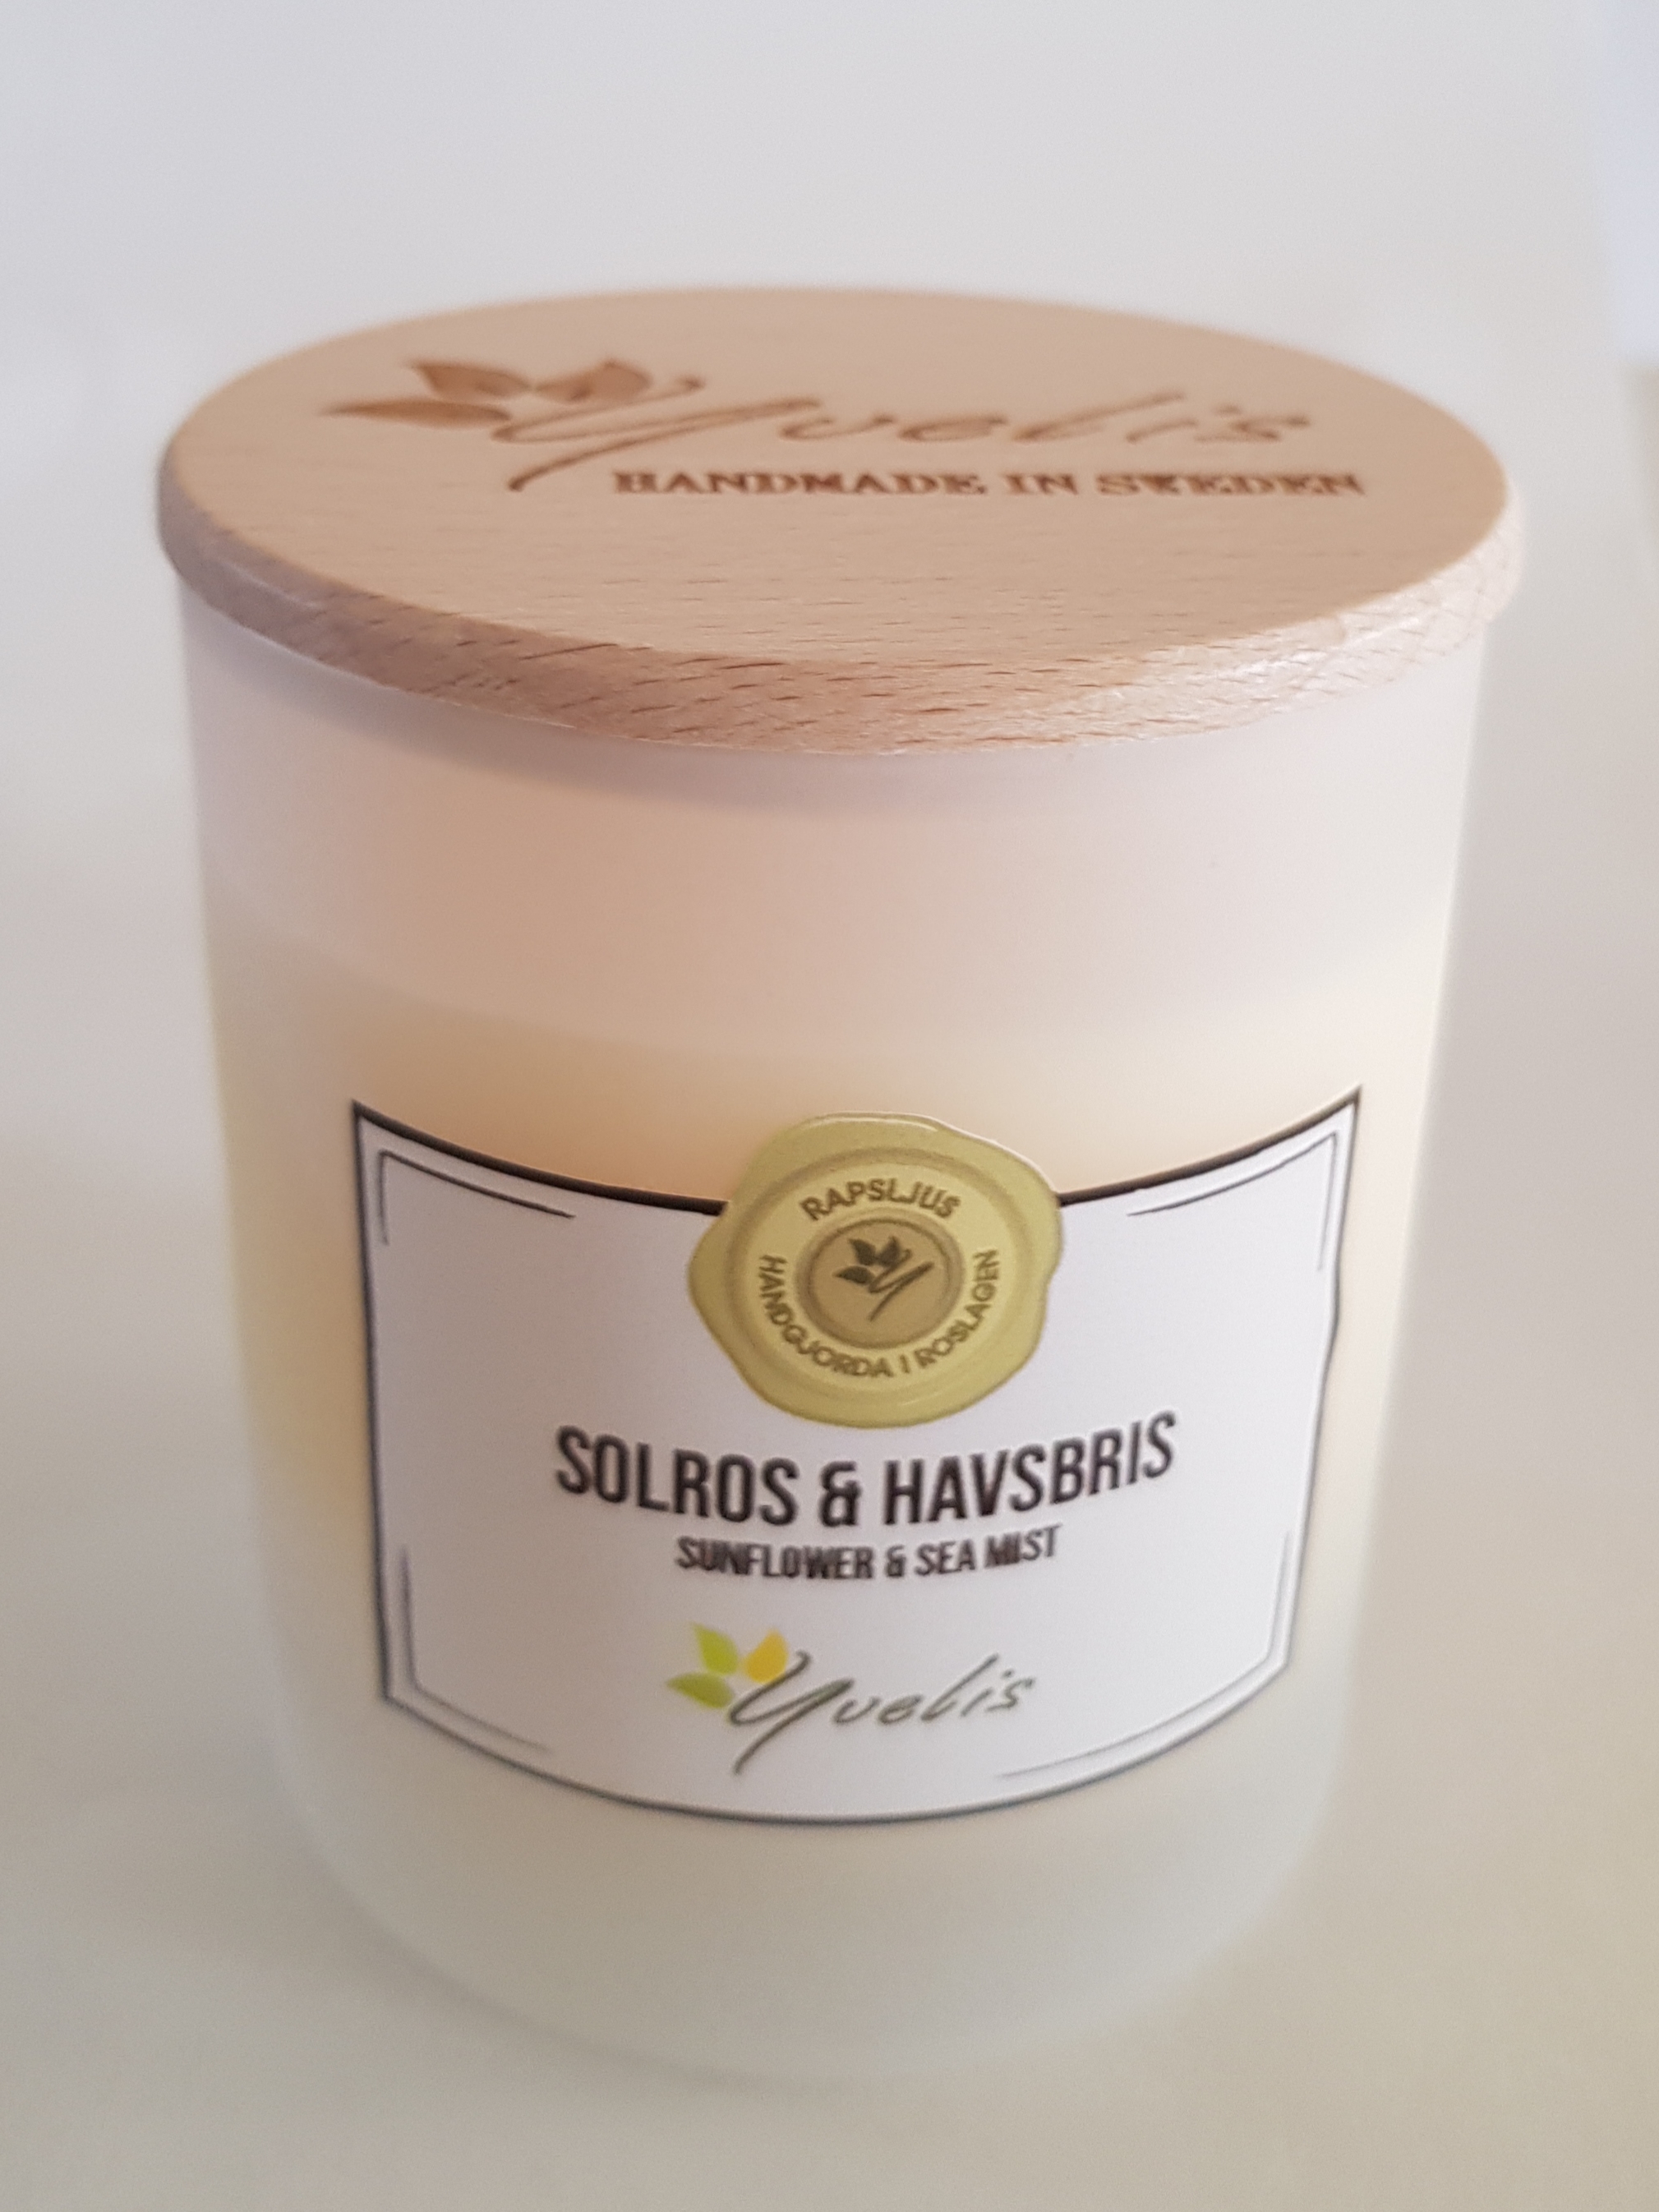 Yvelis
HANDMADE IN SWEDEN
RAPSLJUS
HANDGJORDA I ROSLAGEN
SOLROS & HAVSBRIS
SUNFLOWER & SEA MIST
Yvelis